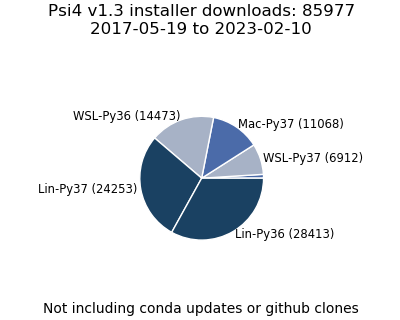 Psi4 v1.3 installer downloads: 85977
2017-05-19 to 2023-02-10
WSL-Py36 (14473)
Mac-Py37 (11068)
WSL-Py37 (6912)
Lin-Py37 (24253)
Lin-Py36 (28413)
Not including conda updates or github clones